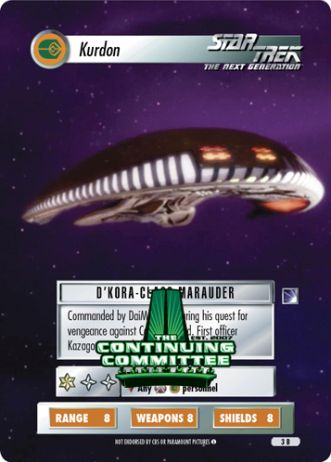 Kurdon
STAR TREK
THE NEXT GENERATION
D'KORA-CLASS MARAUDER
Commanded by ring his quest for
vengeance against First officer
THE
EST. 2007
CONTINUING
COMMITTEE
Any personnel
RANGE 8 WEAPONS 8 SHIELDS 8
NOT ENDORSED BY CBS OR PARAMOUNT PICTURES
3 B